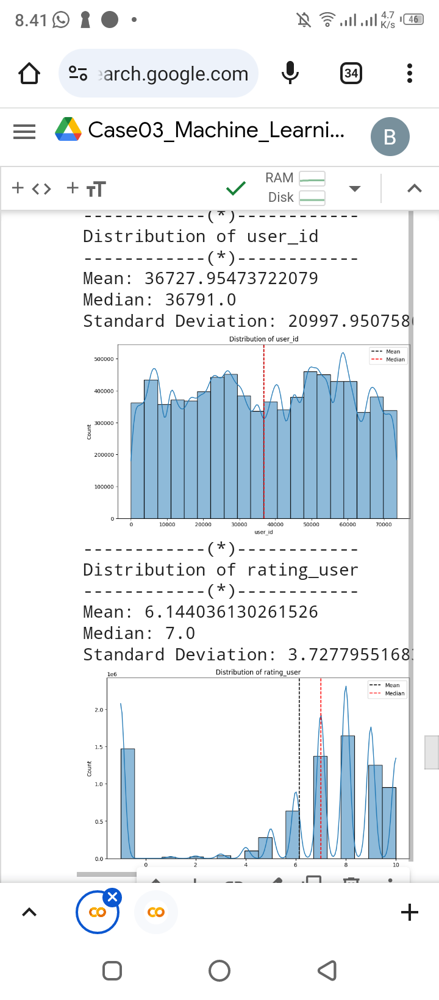 8.41
4.7
K/s
46
arch.google.com
34
Case03_Machine_Learni...
B
+ <> + TT
RAM
Disk
------------(*)------------
Distribution of user_id
------------(*)------------
Mean: 36727.95473722079
Median: 36791.0
Standard Deviation: 20997.950758
Distribution of user_id
Mean
Median
500000
400000
300000
200000
100000
0
Count
0 10000 20000 30000 40000 50000 60000 70000
user_id
------------(*)------------
Distribution of rating_user
------------(*)------------
Mean: 6.144036130261526
Median: 7.0
Standard Deviation: 3.7277955168
1e6
Distribution of rating_user
Mean
Median
2.0
1.5
1.0
0.5
0.0
Count
0 2 4 6 8 10